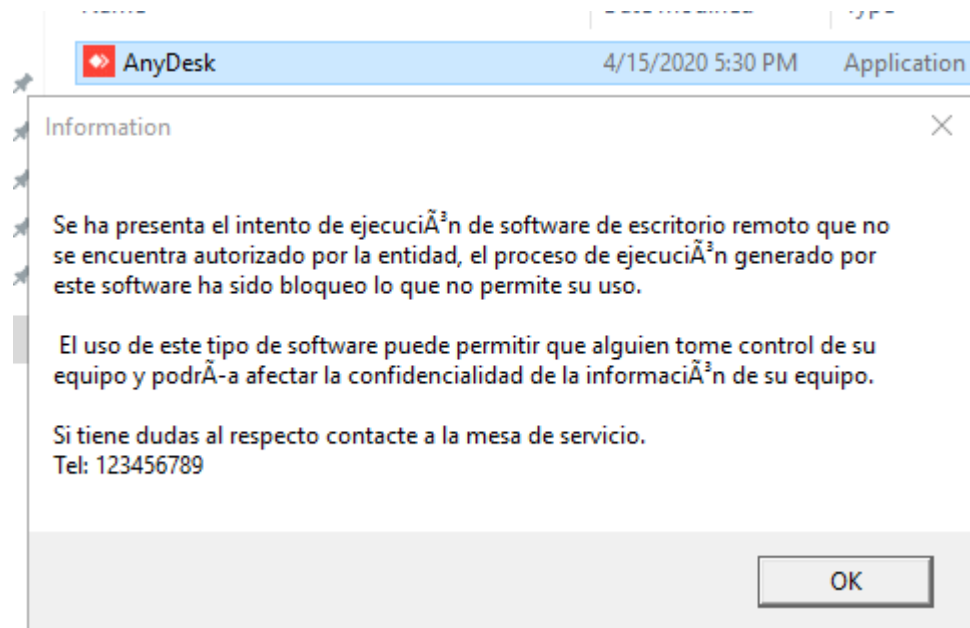 AnyDesk 4/15/2020 5:30 PM Application
Information
Se ha presenta el intento de ejecuciÃ³n de software de escritorio remoto que no
se encuentra autorizado por la entidad, el proceso de ejecuciÃ³n generado por
este software ha sido bloqueo lo que no permite su uso.
El uso de este tipo de software puede permitir que alguien tome control de su
equipo y podrÃ-a afectar la confidencialidad de la informaciÃ³n de su equipo.
Si tiene dudas al respecto contacte a la mesa de servicio.
Tel: 123456789
OK